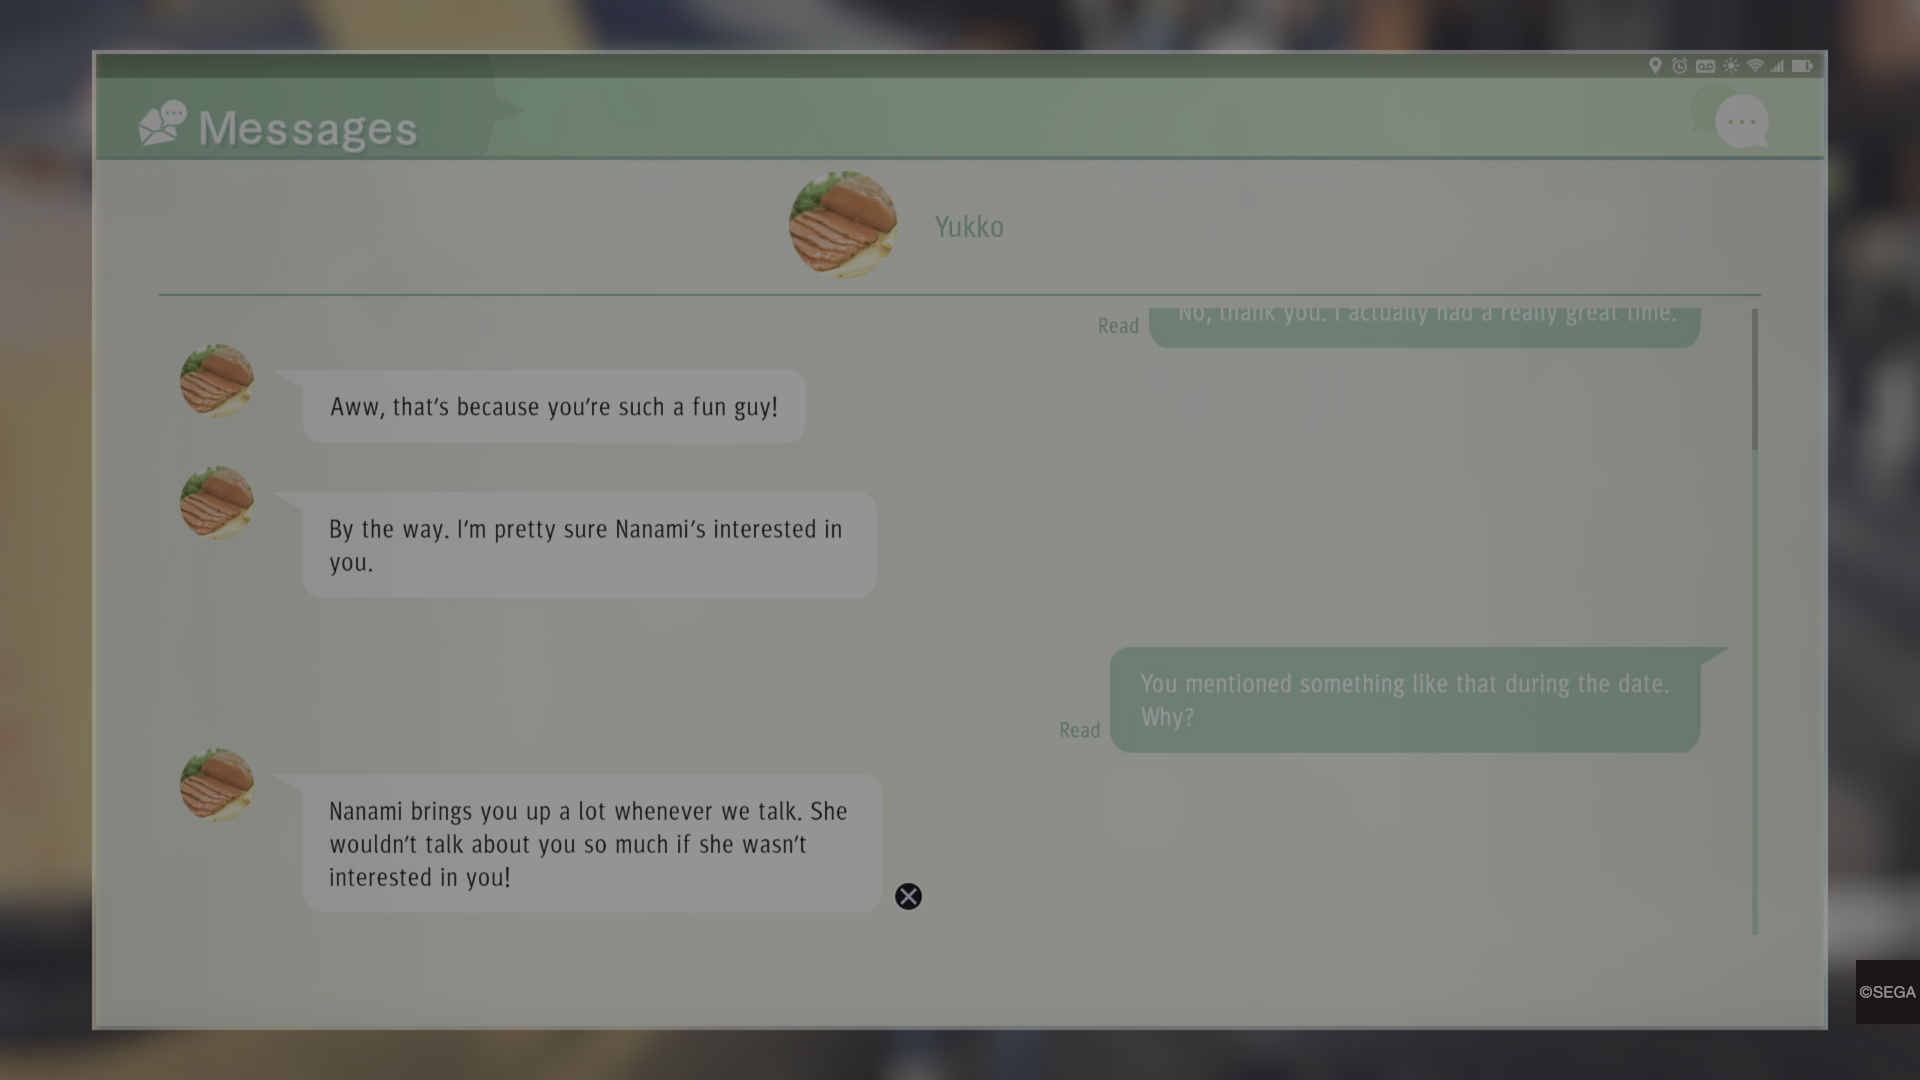 Messages
Yukko
No, thank you. I actually had a really great time.
Read
Aww, that's because you're such a fun guy!
By the way. I'm pretty sure Nanami's interested in
you.
You mentioned something like that during the date.
Why?
Read
Nanami brings you up a lot whenever we talk. She
wouldn't talk about you so much if she wasn't
interested in you!
©SEGA